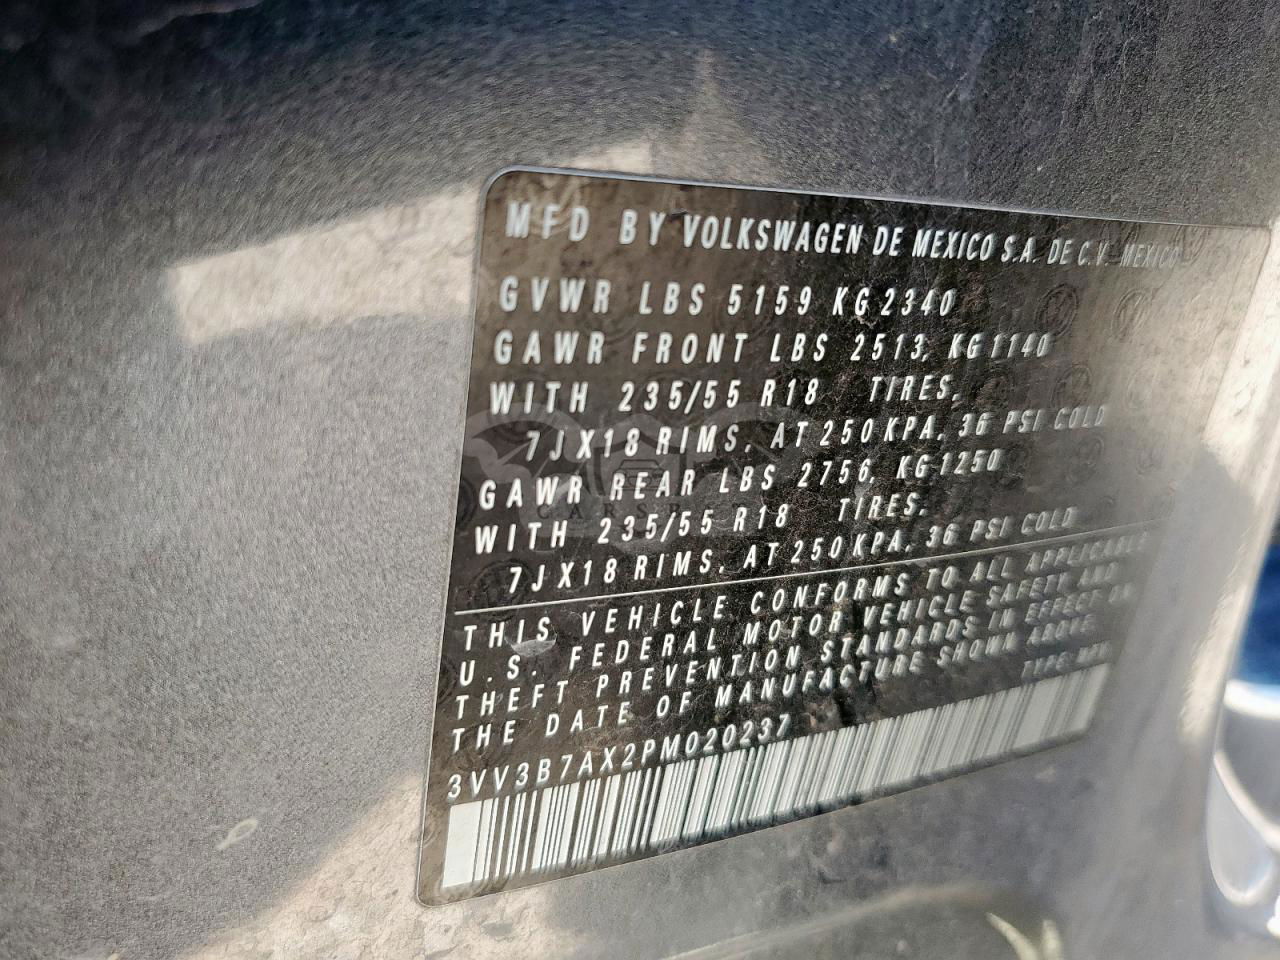 MFD BY VOLKSWAGEN DE MEXICO S.A. DE C.V. MEXICO
GVWR LBS 5159 KG 2340
GAWR FRONT LBS 2513, KG 1140
WITH 235/55 R18 TIRES,
7JX18 RIMS, AT 250 KPA, 36 PSI COLD
GAWR REAR LBS 2756, KG 1250
WITH 235/55 R18 TIRES,
7JX18 RIMS, AT 250 KPA, 36 PSI COLD
THIS VEHICLE CONFORMS TO ALL APPLICABLE
U.S. FEDERAL MOTOR VEHICLE SAFETY AND
THEFT PREVENTION STANDARDS IN EFFECT ON
THE DATE OF MANUFACTURE SHOWN ABOVE
3VV3B7AX2PM020237 TYPE: MPV